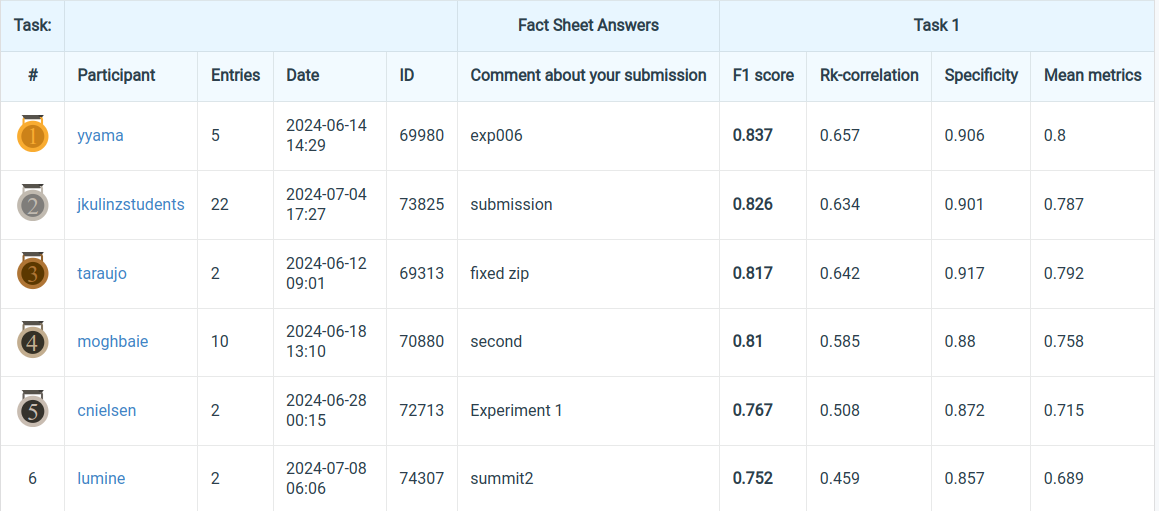 Task: Fact Sheet Answers Task 1
# Participant Entries Date ID Comment about your submission F1 score Rk-correlation Specificity Mean metrics
1 yyama 5 2024-06-14 14:29 69980 exp006 0.837 0.657 0.906 0.8
2 jkulinzstudents 22 2024-07-04 17:27 73825 submission 0.826 0.634 0.901 0.787
3 taraujo 2 2024-06-12 09:01 69313 fixed zip 0.817 0.642 0.917 0.792
4 moghbaie 10 2024-06-18 13:10 70880 second 0.81 0.585 0.88 0.758
5 cnielsen 2 2024-06-28 00:15 72713 Experiment 1 0.767 0.508 0.872 0.715
6 lumine 2 2024-07-08 06:06 74307 summit2 0.752 0.459 0.857 0.689